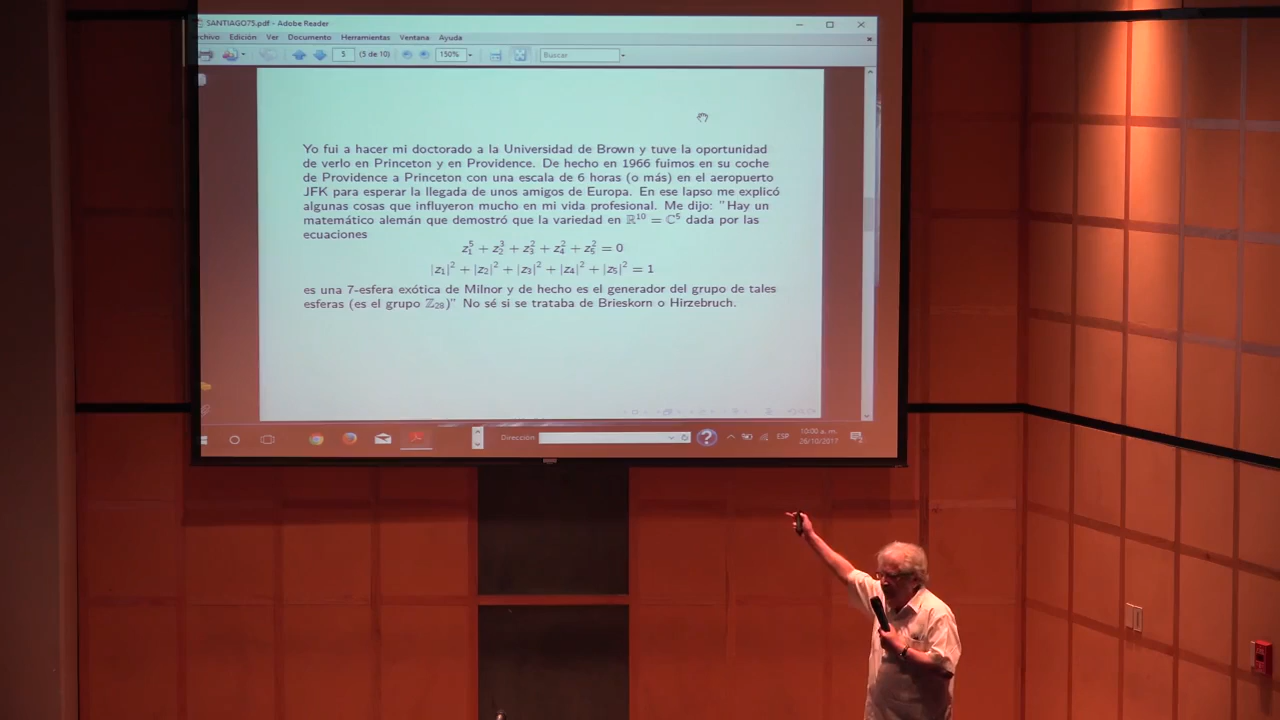 SANTIAGO75.pdf - Adobe Reader
Archivo Edición Ver Documento Herramientas Ventana Ayuda
5 (5 de 10) 150% Buscar
Yo fui a hacer mi doctorado a la Universidad de Brown y tuve la oportunidad
de verlo en Princeton y en Providence. De hecho en 1966 fuimos en su coche
de Providence a Princeton con una escala de 6 horas (o más) en el aeropuerto
JFK para esperar la llegada de unos amigos de Europa. En ese lapso me explicó
algunas cosas que influyeron mucho en mi vida profesional. Me dijo: "Hay un
matemático alemán que demostró que la variedad en ℝ¹⁰ = ℂ⁵ dada por las
ecuaciones
z₁⁵ + z₂³ + z₃² + z₄² + z₅² = 0
|z₁|² + |z₂|² + |z₃|² + |z₄|² + |z₅|² = 1
es una 7-esfera exótica de Milnor y de hecho es el generador del grupo de tales
esferas (es el grupo ℤ₂₈)" No sé si se trataba de Brieskorn o Hirzebruch.
Dirección ESP 10:00 a. m.
26/10/2017